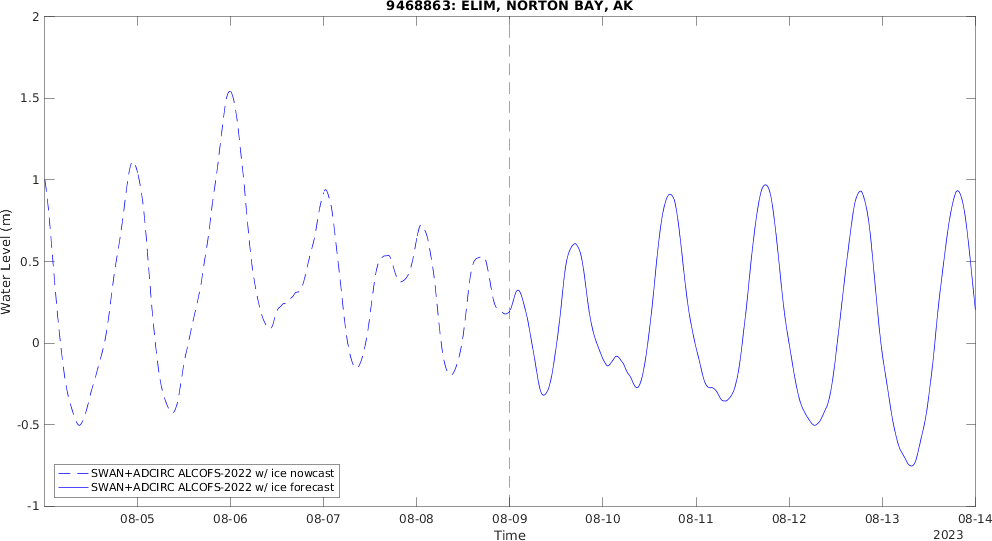 9468863: ELIM, NORTON BAY, AK
2
1.5
1
0.5
0
-0.5
-1
Water Level (m)
SWAN+ADCIRC ALCOFS-2022 w/ ice nowcast
SWAN+ADCIRC ALCOFS-2022 w/ ice forecast
08-05 08-06 08-07 08-08 08-09 08-10 08-11 08-12 08-13 08-14
Time
2023